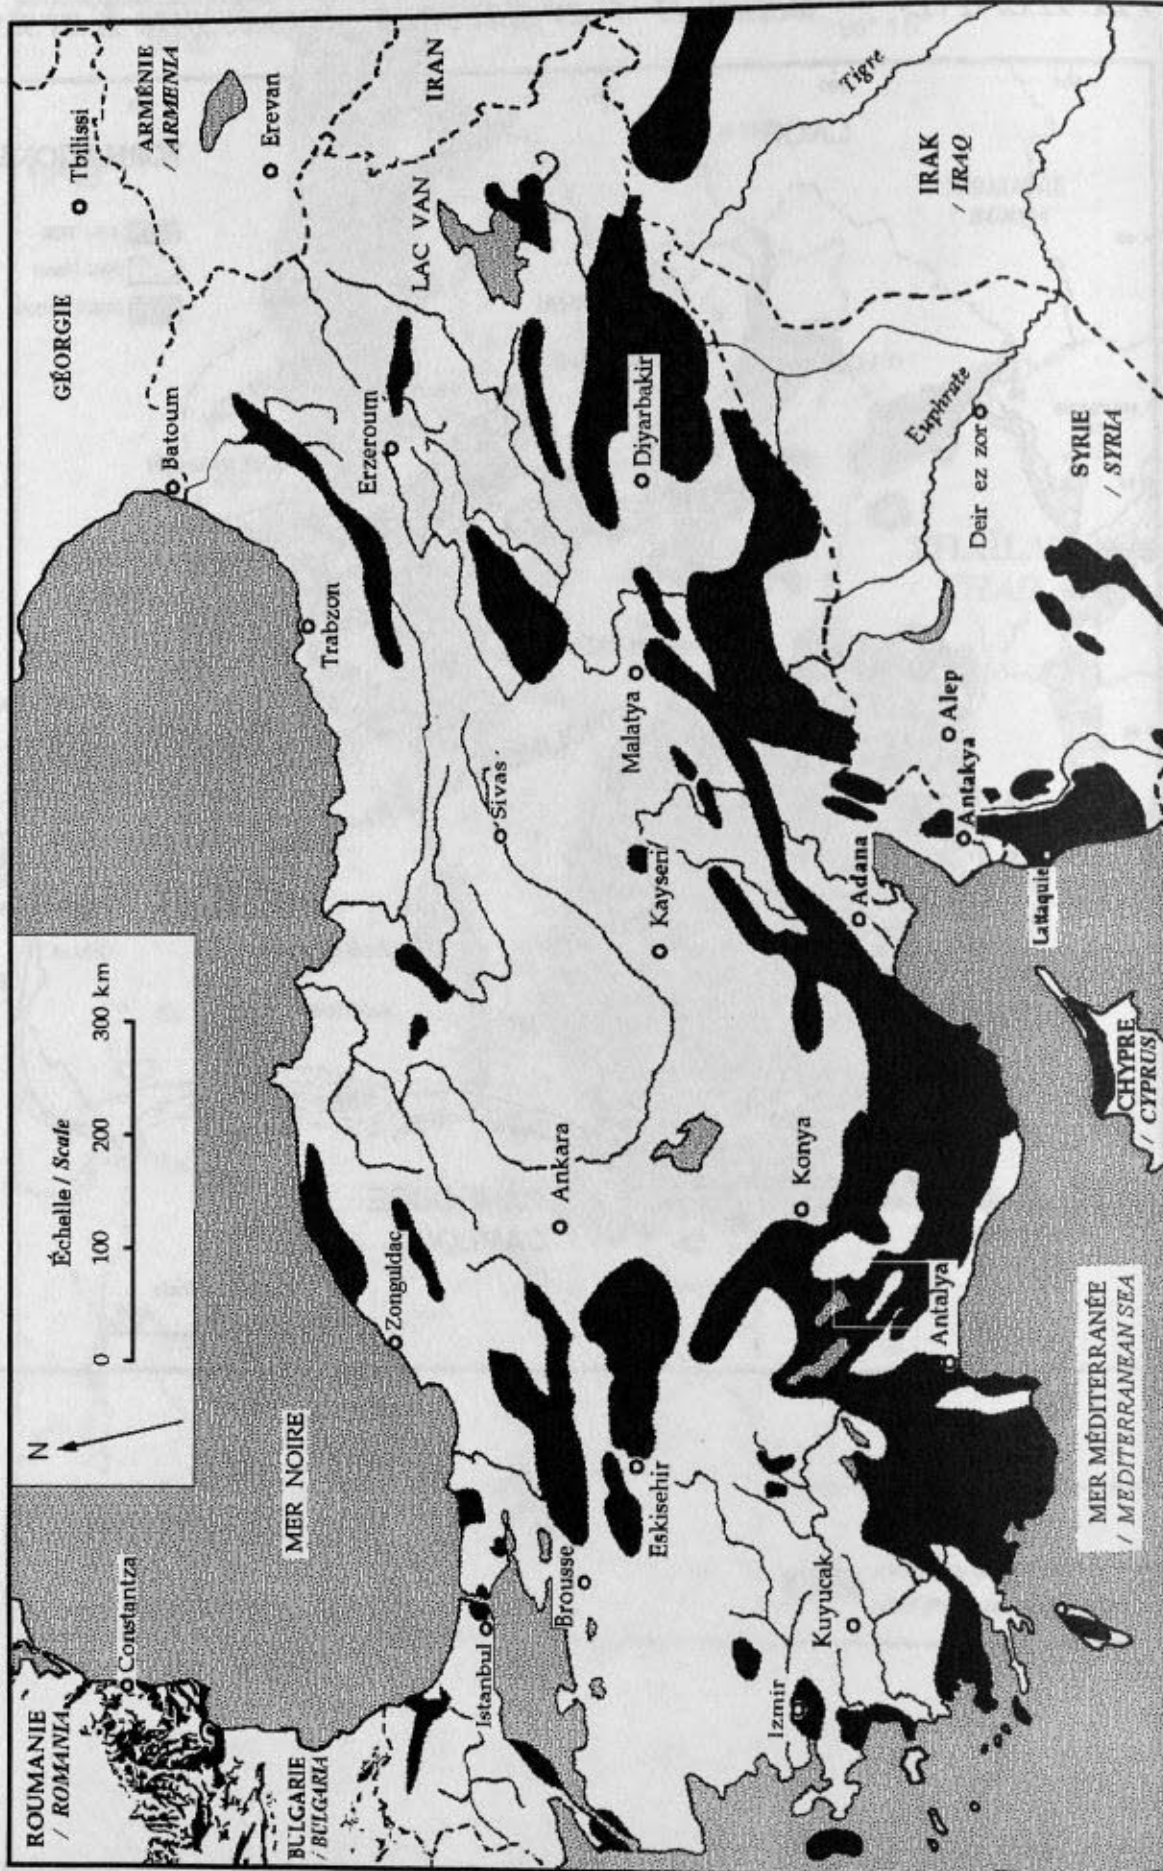 ROUMANIE
/ ROMANIA
Constantza
BULGARIE
/ BULGARIA
MER NOIRE
N
Échelle / Scale
0 100 200 300 km
GÉORGIE
Tbilissi
ARMÉNIE
/ ARMENIA
Erevan
IRAN
Batoum
Trabzon
Erzeroum
LAC VAN
Istanbul
Zonguldac
Brousse
Eskisehir
Ankara
Sivas
Kayseri
Malatya
Diyarbakir
Izmir
Kuyucak
Konya
Antalya
Adana
Antakya
Alep
Lattaquie
Deir ez zor
Euphrate
Tigre
IRAK
/ IRAQ
SYRIE
/ SYRIA
CHYPRE
/ CYPRUS
MER MÉDITERRANÉE
/ MEDITERRANEAN SEA